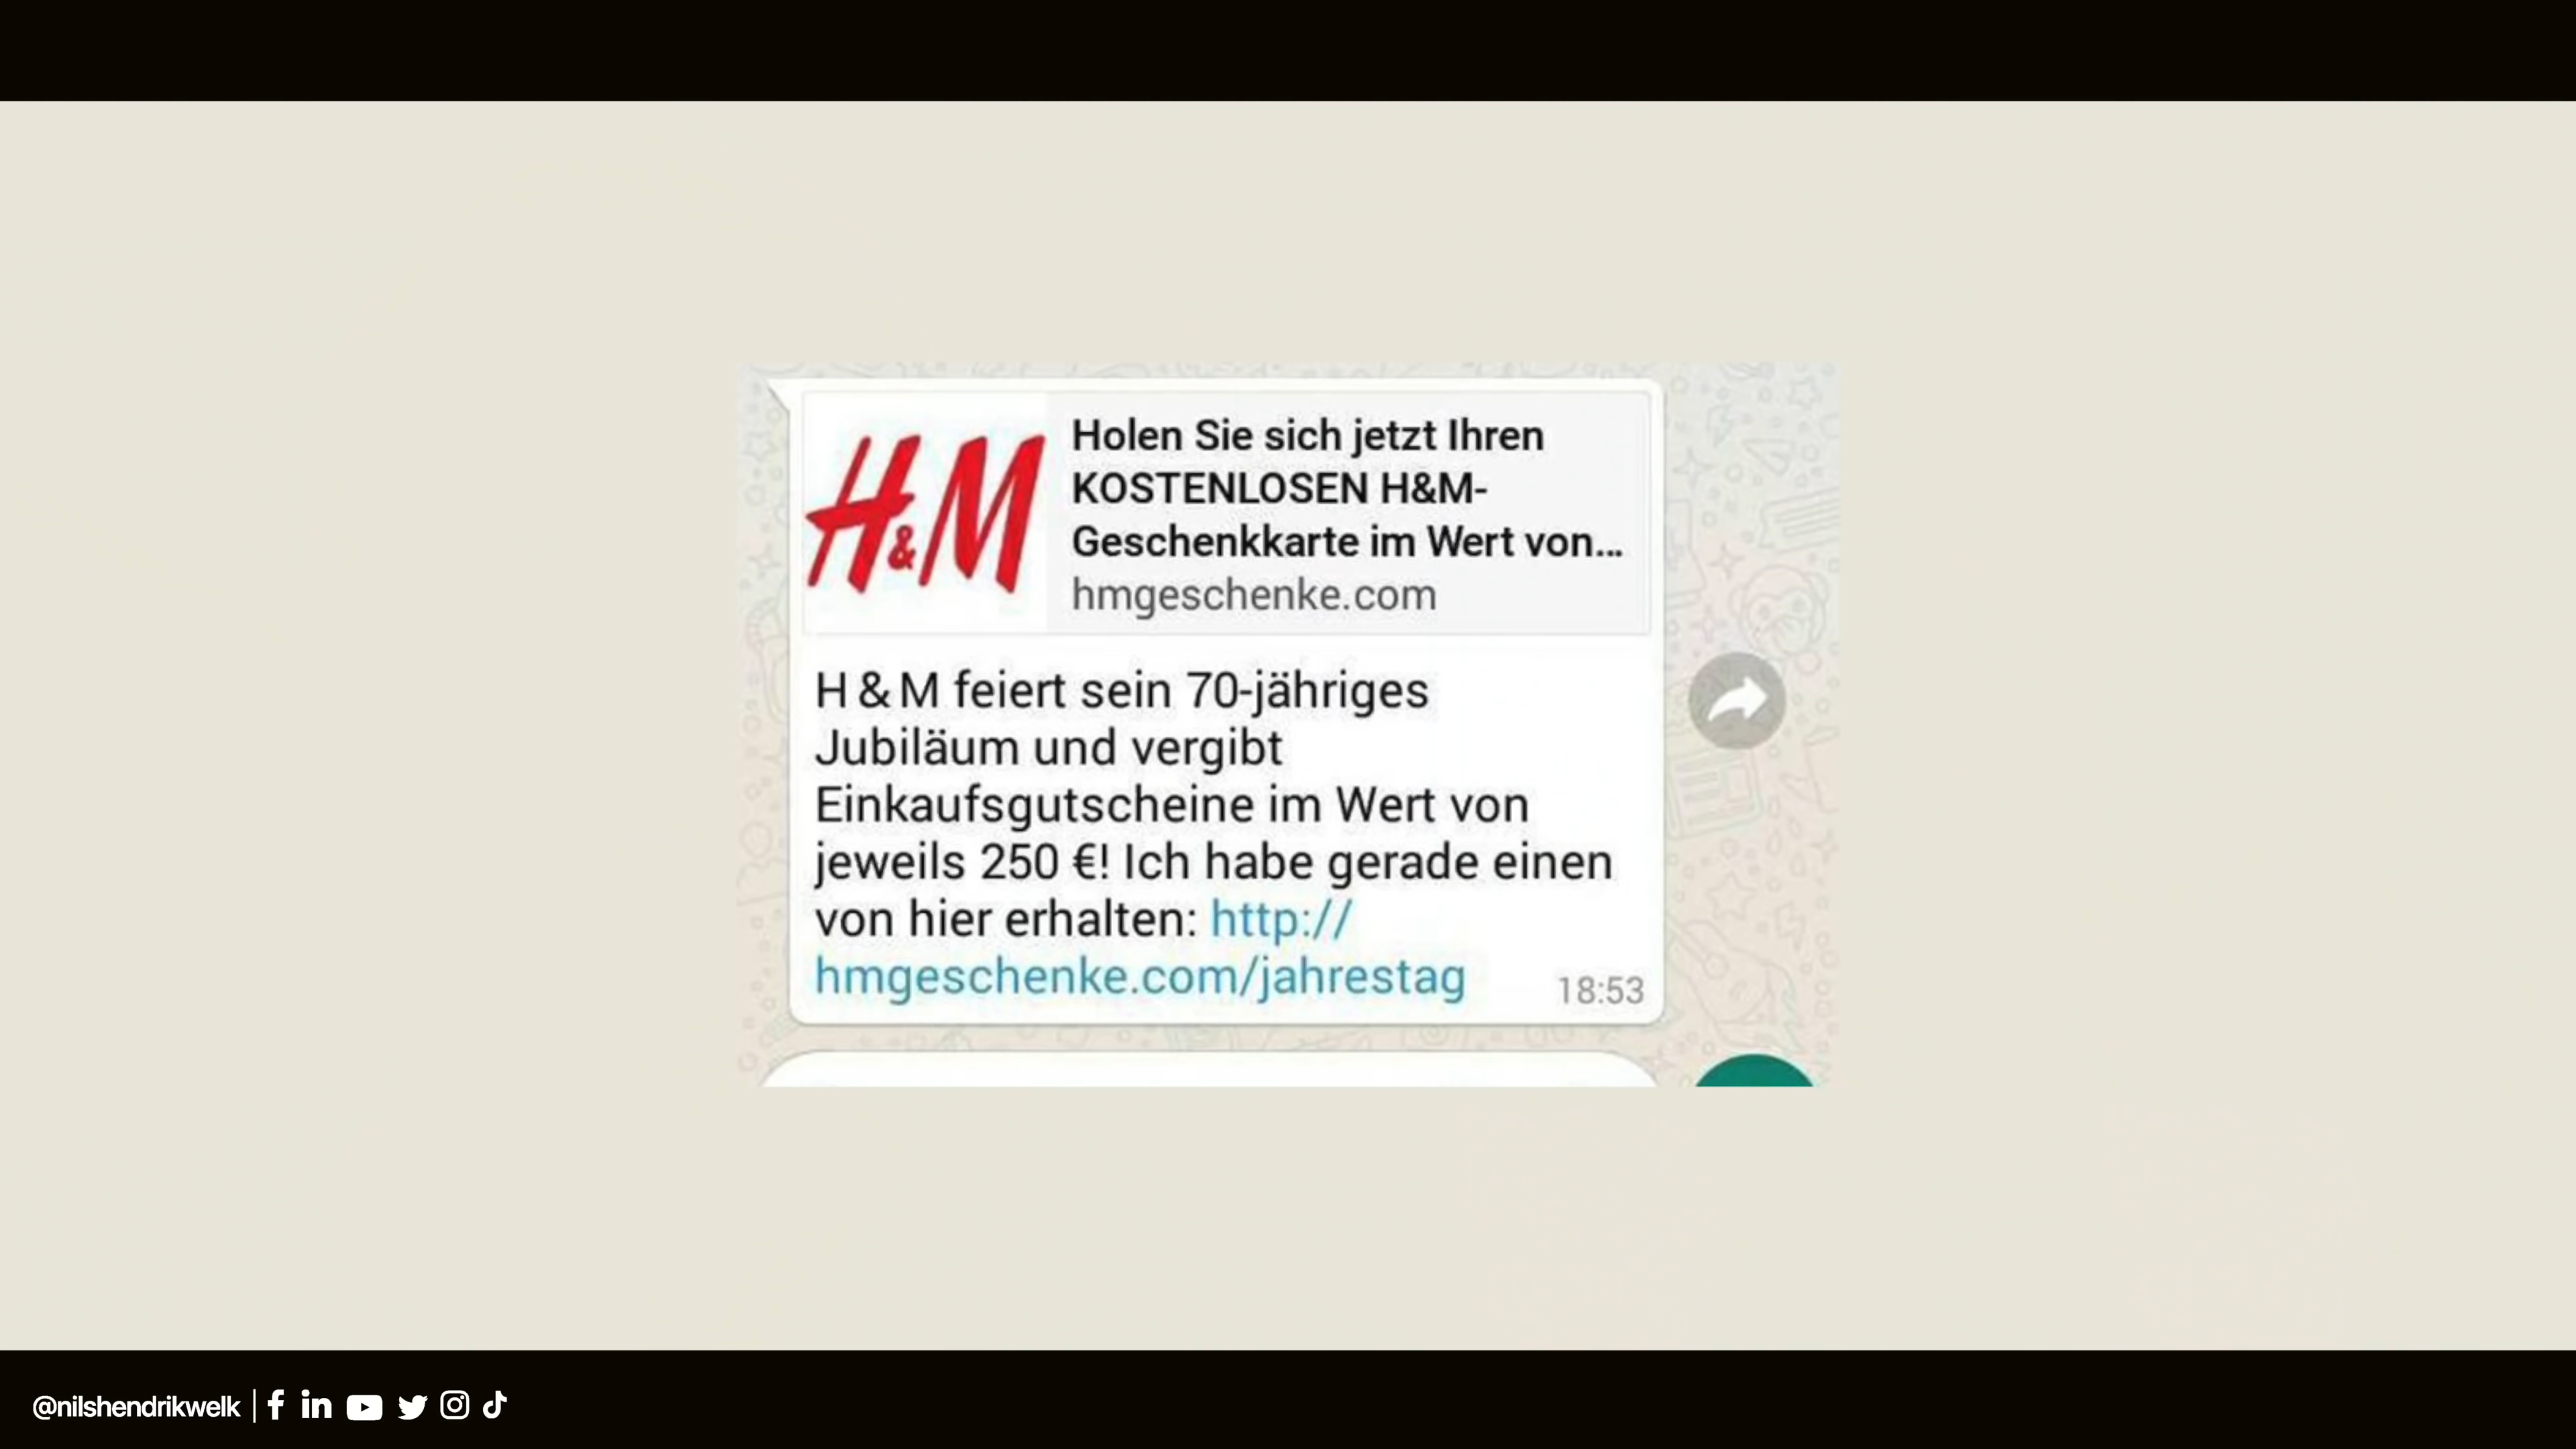 H&M
Holen Sie sich jetzt Ihren
KOSTENLOSEN H&M-
Geschenkkarte im Wert von...
hmgeschenke.com
H & M feiert sein 70-jähriges
Jubiläum und vergibt
Einkaufsgutscheine im Wert von
jeweils 250 €! Ich habe gerade einen
von hier erhalten: http://
hmgeschenke.com/jahrestag
18:53
@nilshendrikwelk